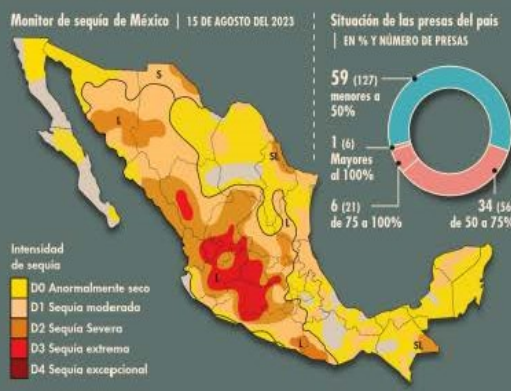 Monitor de sequía de México | 15 DE AGOSTO DEL 2023
Situación de las presas del país
| EN % Y NÚMERO DE PRESAS
59 (127)
menores a
50%
1 (6)
Mayores
al 100%
6 (21)
de 75 a 100%
34 (56
de 50 a 75%
S
L
SL
L
L
L
SL
SL
Intensidad
de sequía
D0 Anormalmente seco
D1 Sequía moderada
D2 Sequía Severa
D3 Sequía extrema
D4 Sequía excepcional